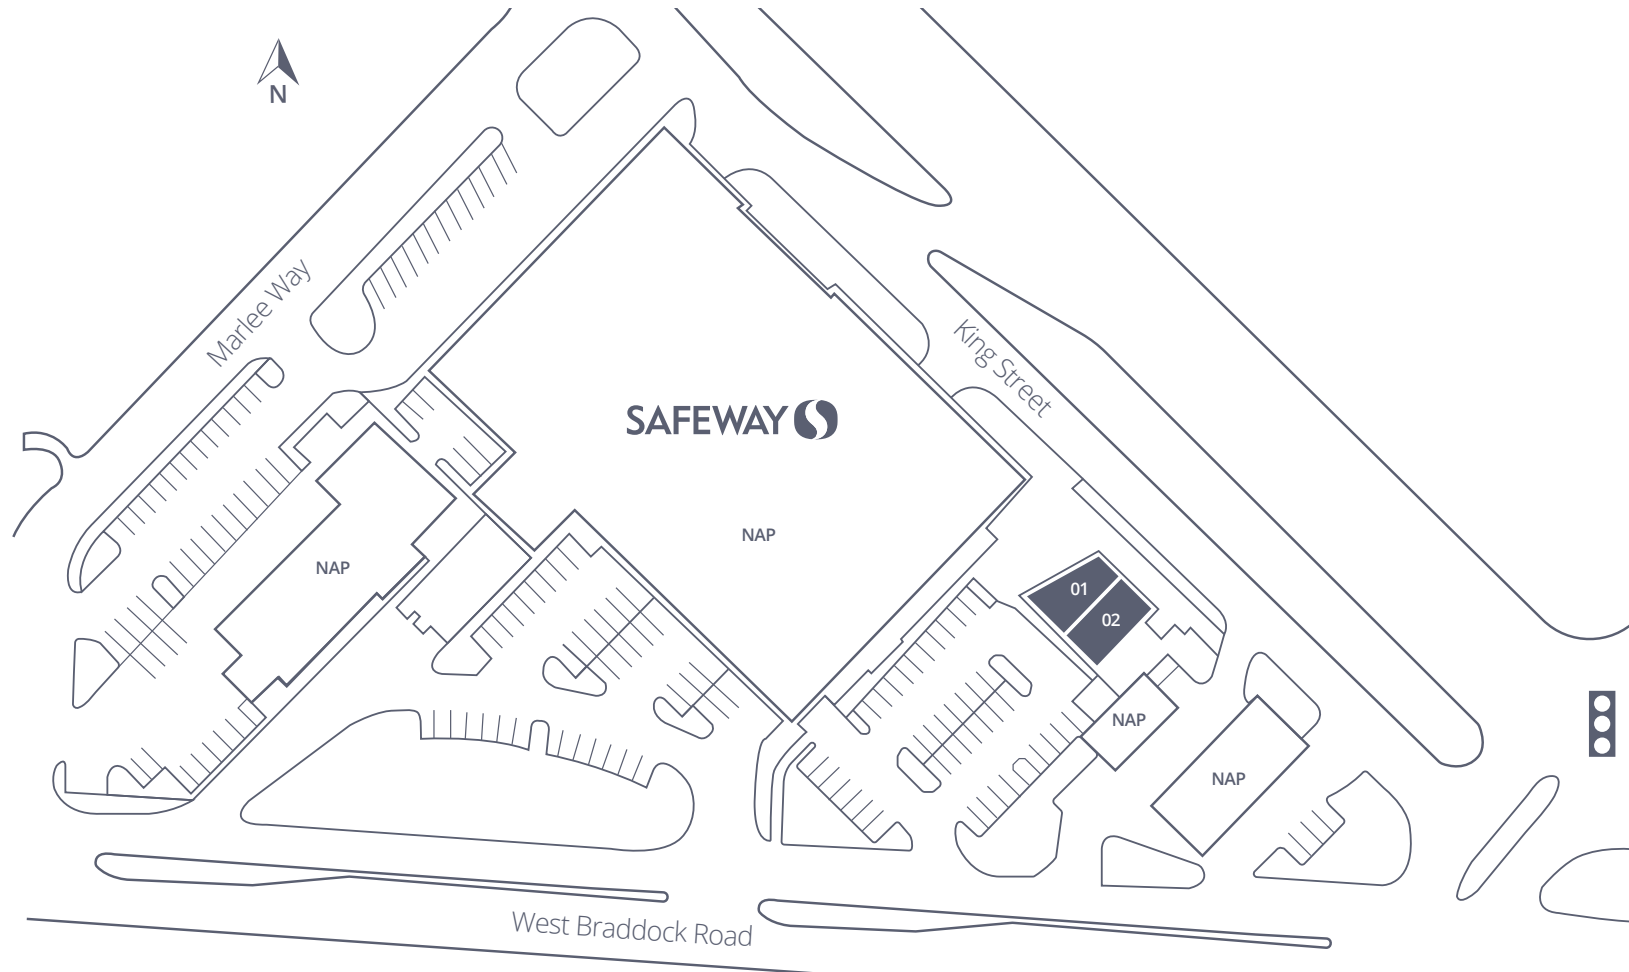 N
Marlee Way
King Street
SAFEWAY
NAP
NAP
01
02
NAP
NAP
West Braddock Road